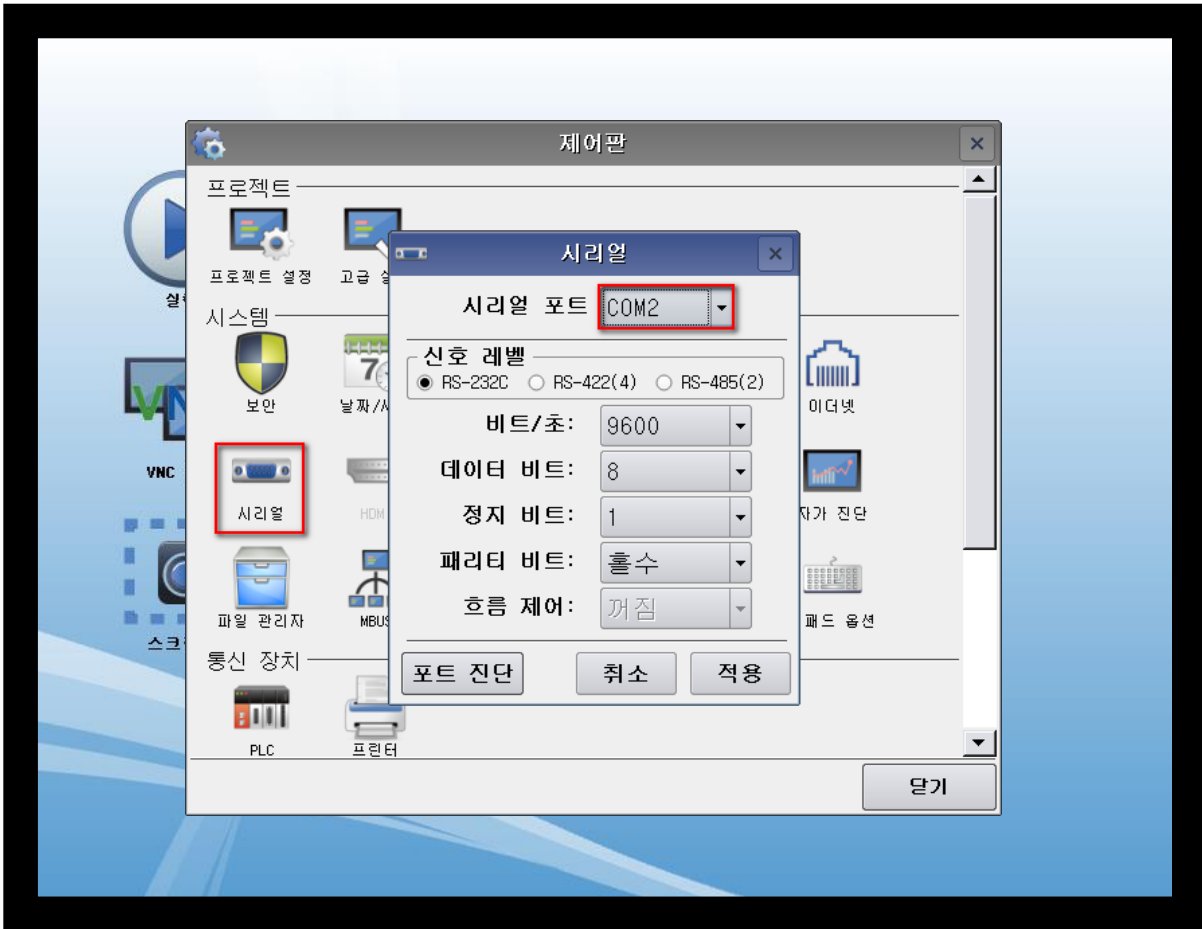 제어판
프로젝트
프로젝트 설정
고급
시리얼
시리얼 포트 COM2
시스템
신호 레벨
RS-232C RS-422(4) RS-485(2)
보안
이더넷
비트/초: 9600
VNC
데이터 비트: 8
시리얼
HDM
정지 비트: 1
자가 진단
패리티 비트: 홀수
흐름 제어: 꺼짐
파일 관리자
MBUS
패드 옵션
통신 장치
포트 진단 취소 적용
PLC
프린터
닫기